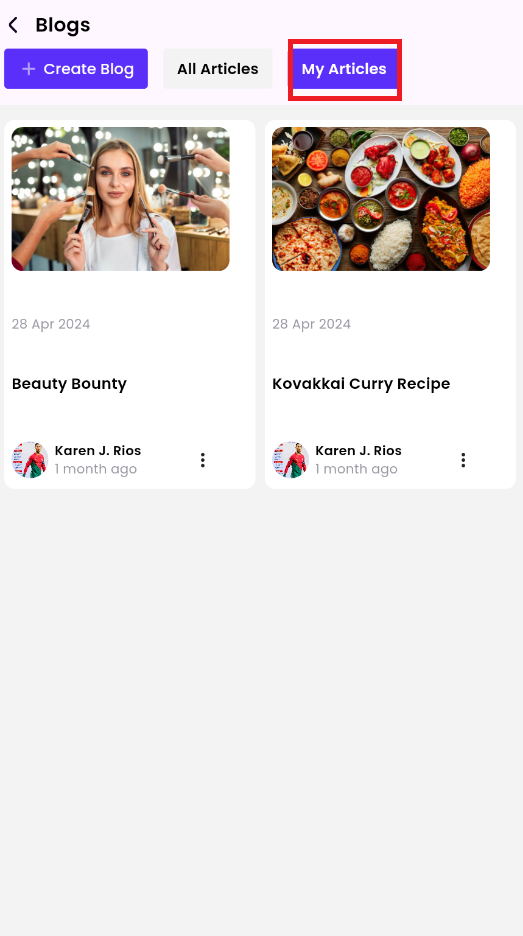 Blogs
+ Create Blog
All Articles
My Articles
28 Apr 2024
28 Apr 2024
Beauty Bounty
Kovakkai Curry Recipe
Karen J. Rios
1 month ago
Karen J. Rios
1 month ago